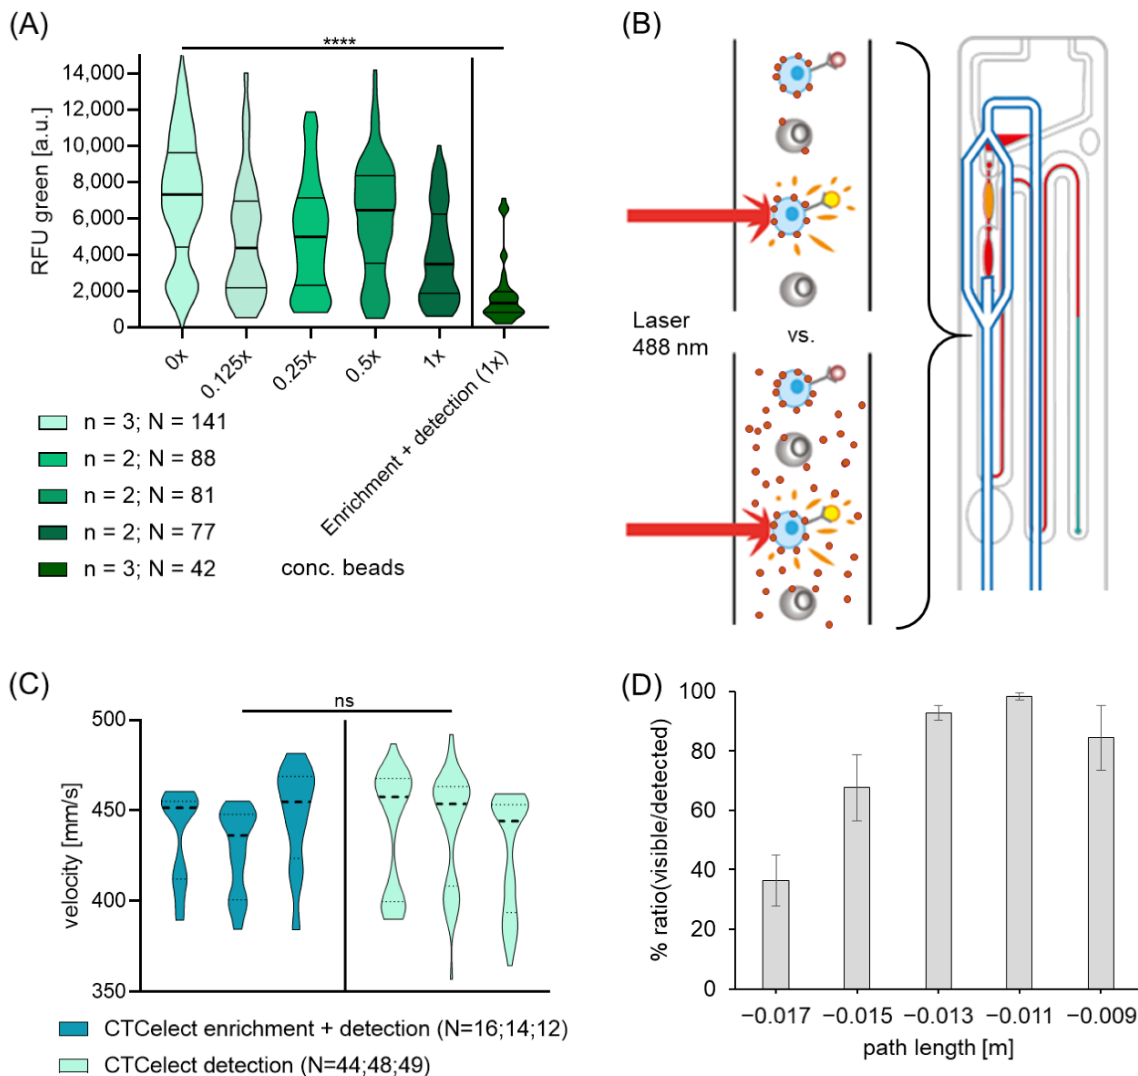 (A)
****
14,000
12,000
10,000
8,000
6,000
4,000
2,000
0
RFU green [a.u.]
0x
0.125x
0.25x
0.5x
1x
Enrichment + detection (1x)
n = 3; N = 141
n = 2; N = 88
n = 2; N = 81
n = 2; N = 77
n = 3; N = 42
conc. beads
(B)
Laser
488 nm
vs.
(C)
ns
500
450
400
350
velocity [mm/s]
CTCelect enrichment + detection (N=16;14;12)
CTCelect detection (N=44;48;49)
(D)
100
80
60
40
20
0
% ratio(visible/detected)
−0.017 −0.015 −0.013 −0.011 −0.009
path length [m]